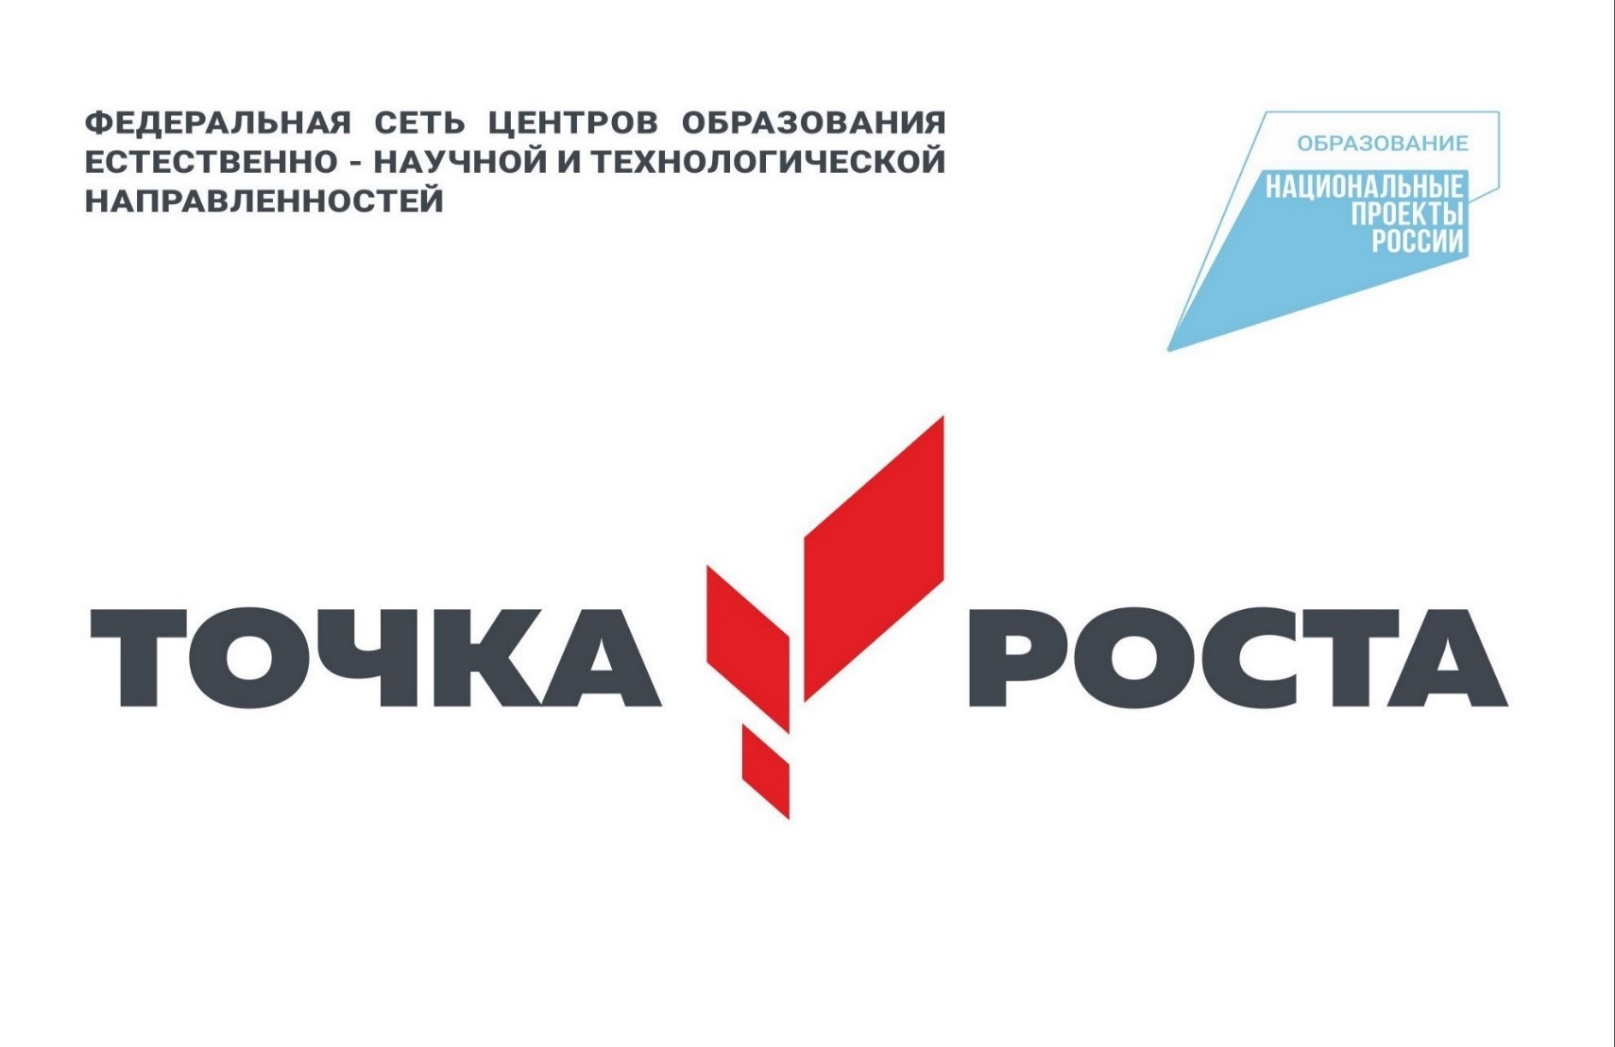 ФЕДЕРАЛЬНАЯ СЕТЬ ЦЕНТРОВ ОБРАЗОВАНИЯ
ЕСТЕСТВЕННО - НАУЧНОЙ И ТЕХНОЛОГИЧЕСКОЙ
НАПРАВЛЕННОСТЕЙ
ОБРАЗОВАНИЕ
НАЦИОНАЛЬНЫЕ
ПРОЕКТЫ
РОССИИ
ТОЧКА РОСТА